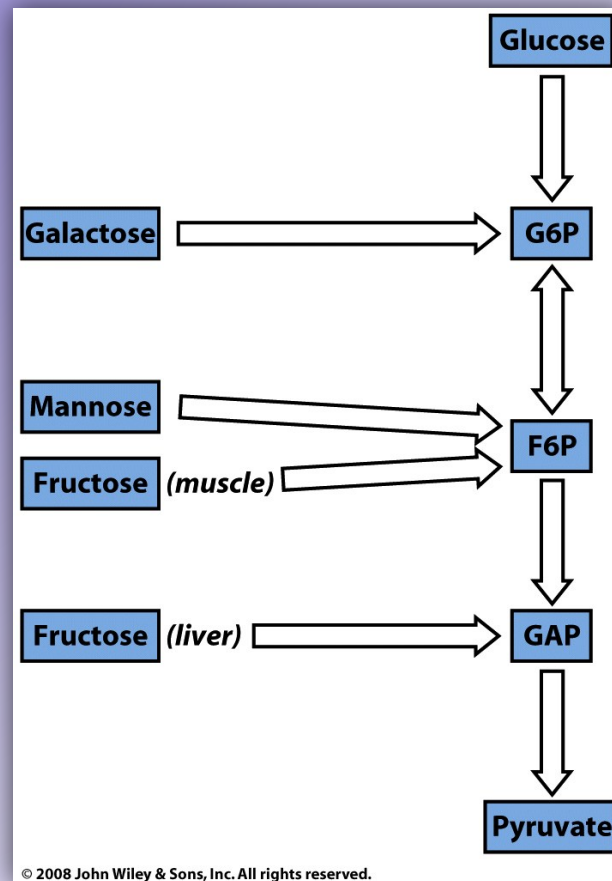 Glucose
Galactose
G6P
Mannose
F6P
Fructose (muscle)
Fructose (liver)
GAP
Pyruvate
© 2008 John Wiley & Sons, Inc. All rights reserved.